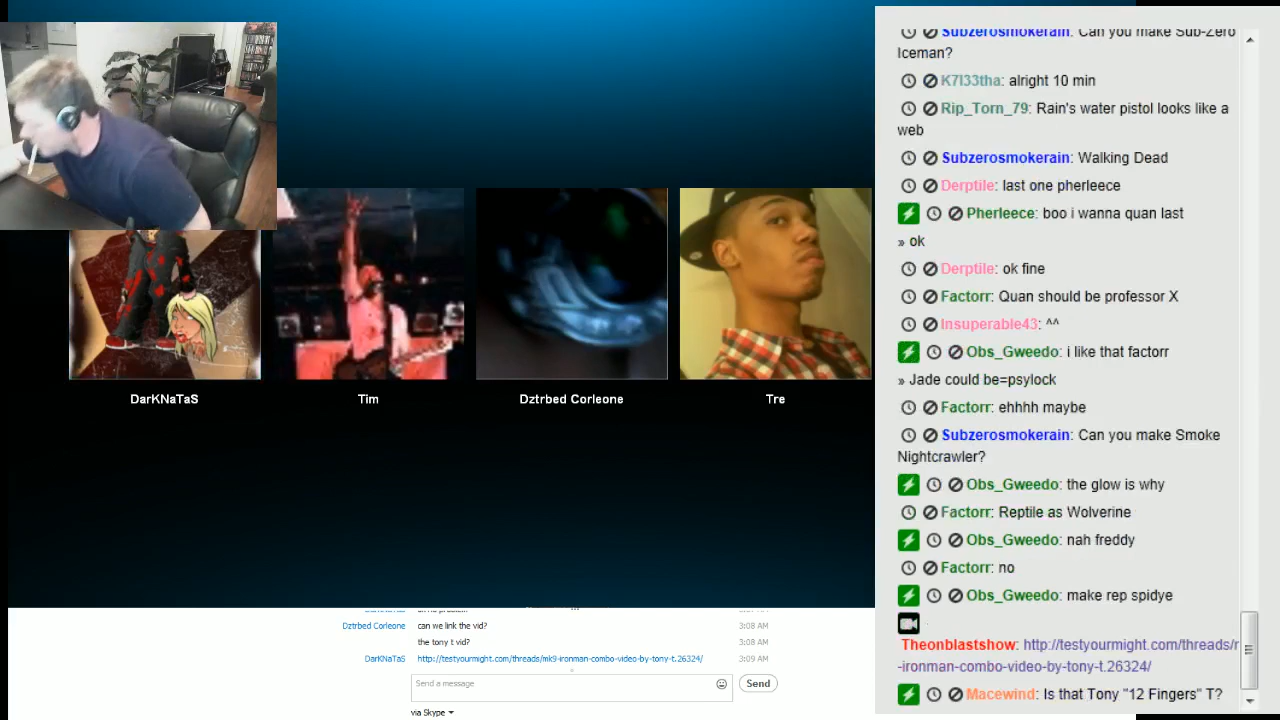 Subzerosmokerain: Can you make Sub-Zero
Iceman?
K7l33tha: alright 10 min
Rip_Torn_79: Rain's water pistol looks like a
web
Subzerosmokerain: Walking Dead
Derptile: last one pherleece
Pherleece: boo i wanna quan last
» ok
Derptile: ok fine
Factorr: Quan should be professor X
Insuperable43: ^^
Obs_Gweedo: i like that factorr
» Jade could be=psylock
Factorr: ehhhh maybe
Subzerosmokerain: Can you make Smoke
Nightcrawler?
Obs_Gweedo: the glow is why
Factorr: Reptile as Wolverine
Obs_Gweedo: nah freddy
Factorr: no
Obs_Gweedo: make rep spidye
Theonblastshow: http://testyourmight.com/threads/r
-ironman-combo-video-by-tony-t.26324/
Macewind: Is that Tony "12 Fingers" T?
DarKNaTaS
Tim
Dztrbed Corleone
Tre
Dztrbed Corleone can we link the vid? 3:08 AM
the tony t vid? 3:08 AM
DarKNaTaS http://testyourmight.com/threads/mk9-ironman-combo-video-by-tony-t.26324/ 3:09 AM
Send a message
Send
via Skype